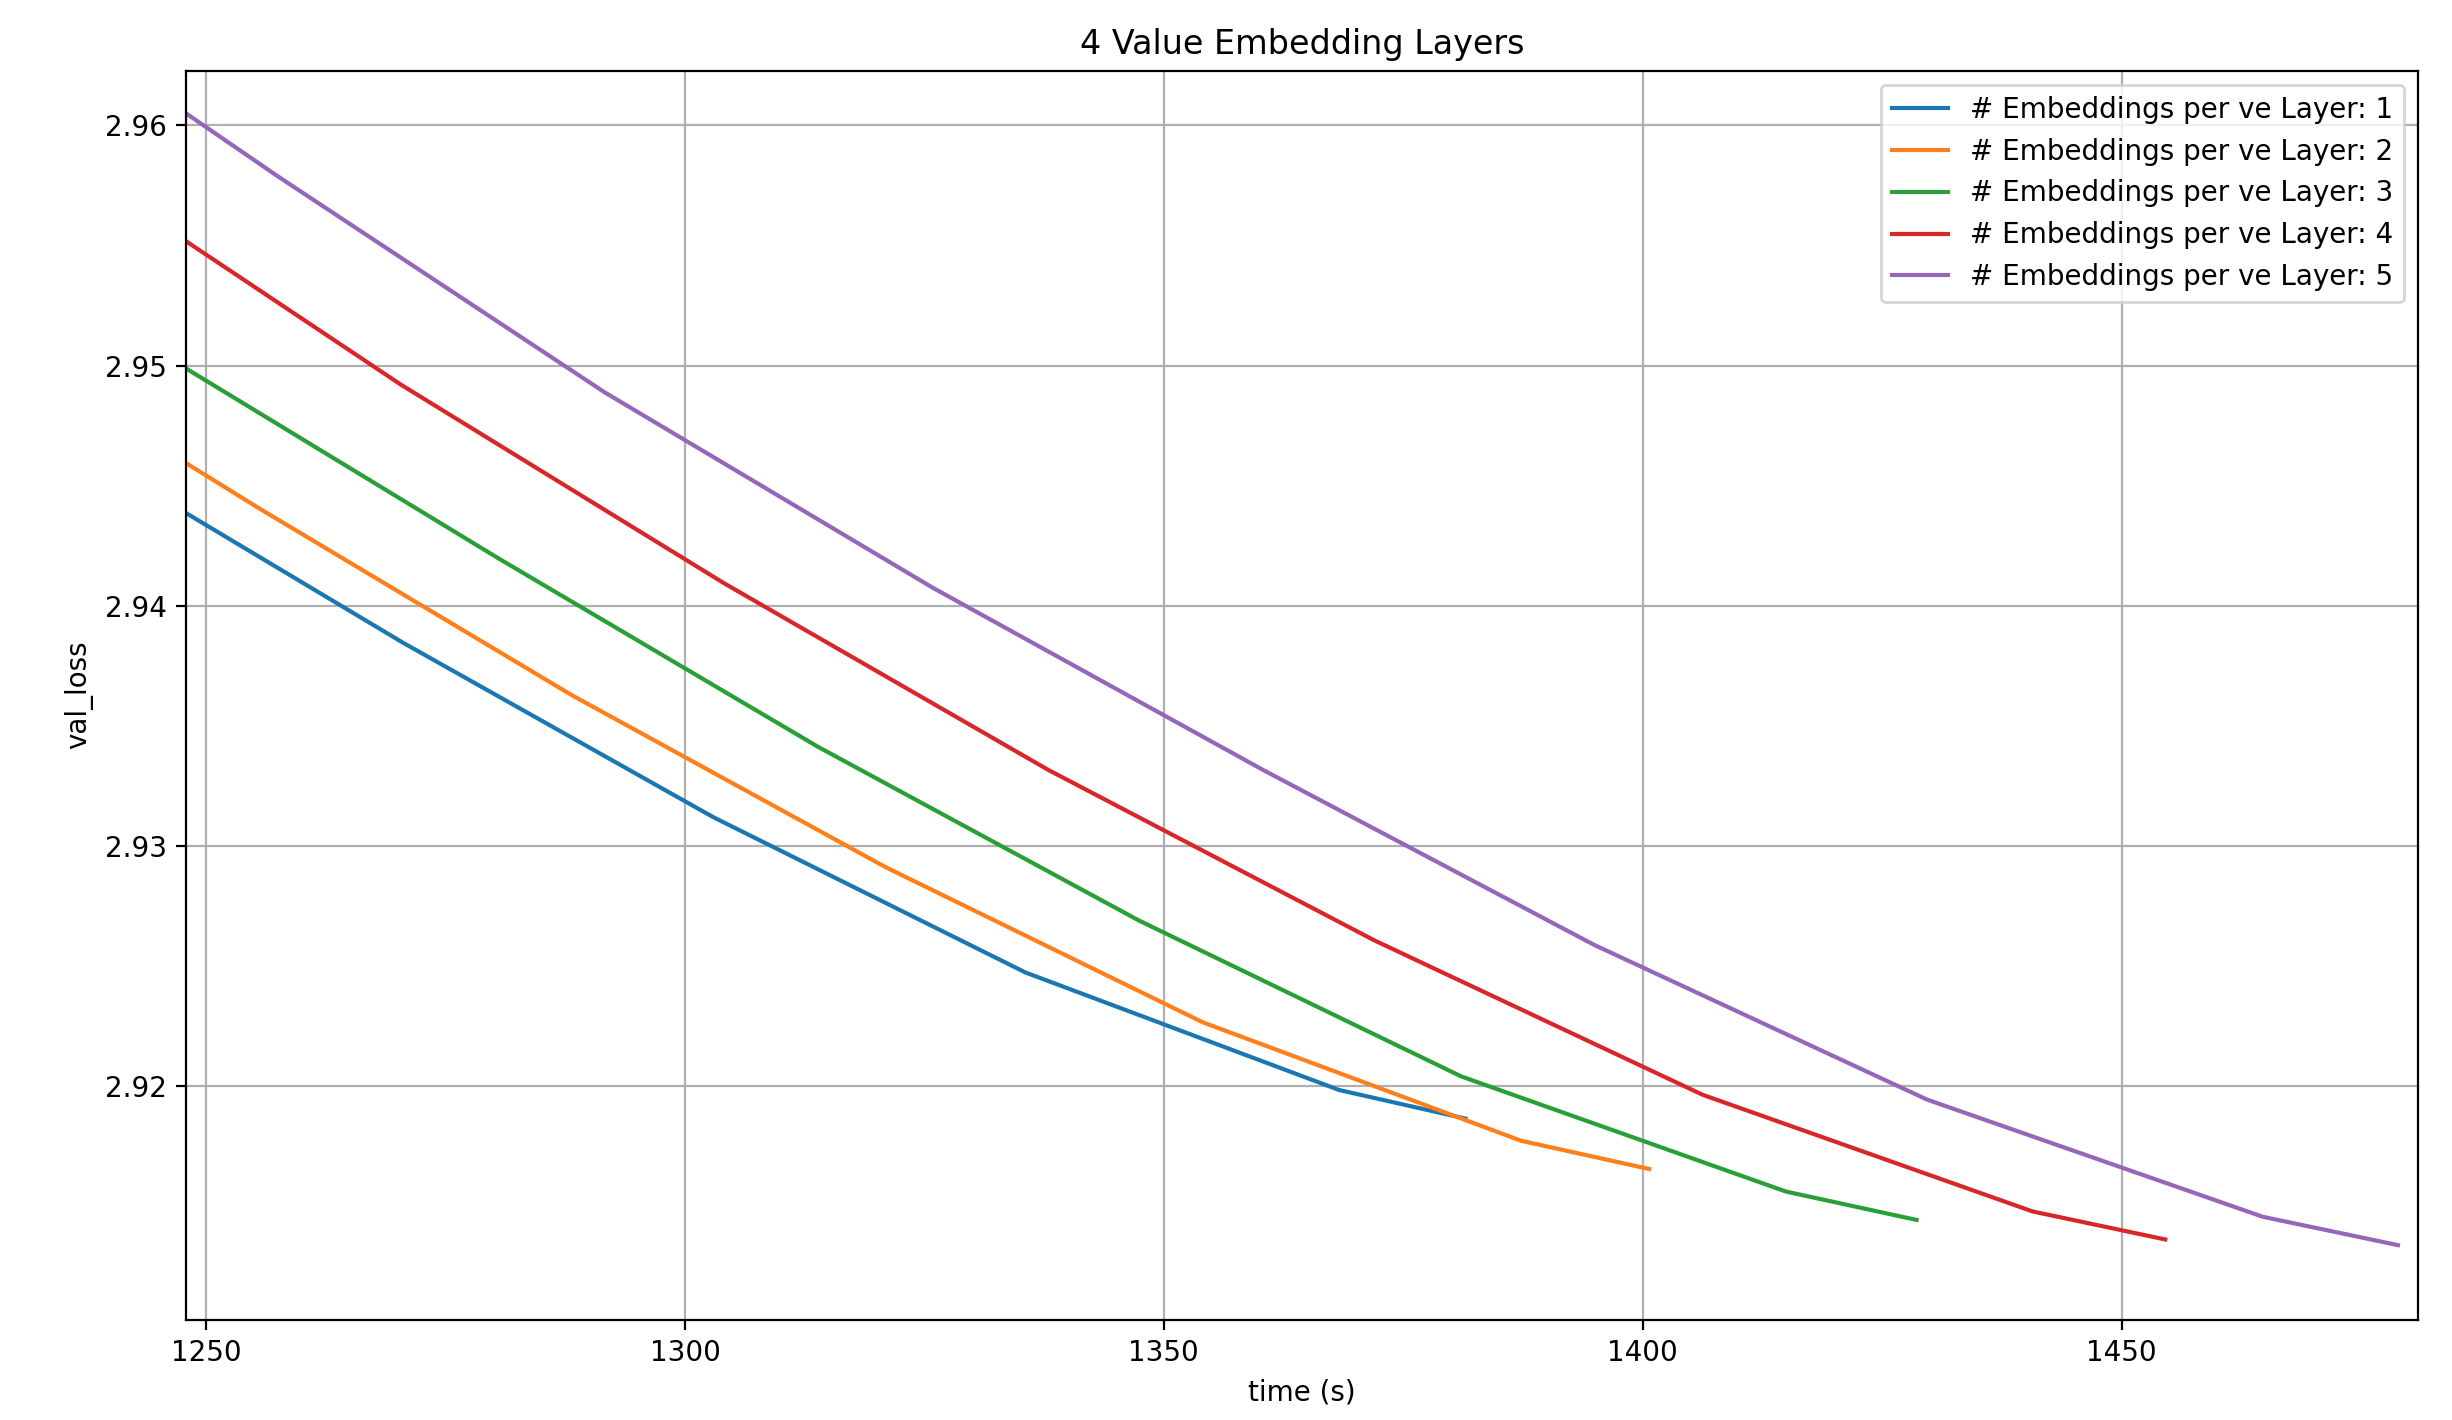 4 Value Embedding Layers
# Embeddings per ve Layer: 1
# Embeddings per ve Layer: 2
# Embeddings per ve Layer: 3
# Embeddings per ve Layer: 4
# Embeddings per ve Layer: 5
2.96
2.95
2.94
2.93
2.92
val_loss
1250 1300 1350 1400 1450
time (s)